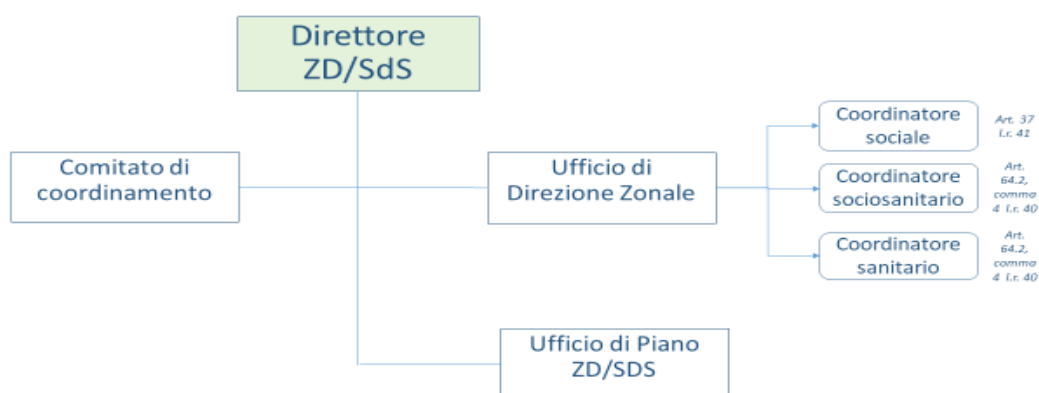 Direttore
ZD/SdS
Comitato di
coordinamento
Ufficio di
Direzione Zonale
Coordinatore
sociale
Art. 37
l.r. 41
Coordinatore
sociosanitario
Art.
64.2,
comma
4 l.r. 40
Coordinatore
sanitario
Art.
64.2,
comma
4 l.r. 40
Ufficio di Piano
ZD/SDS